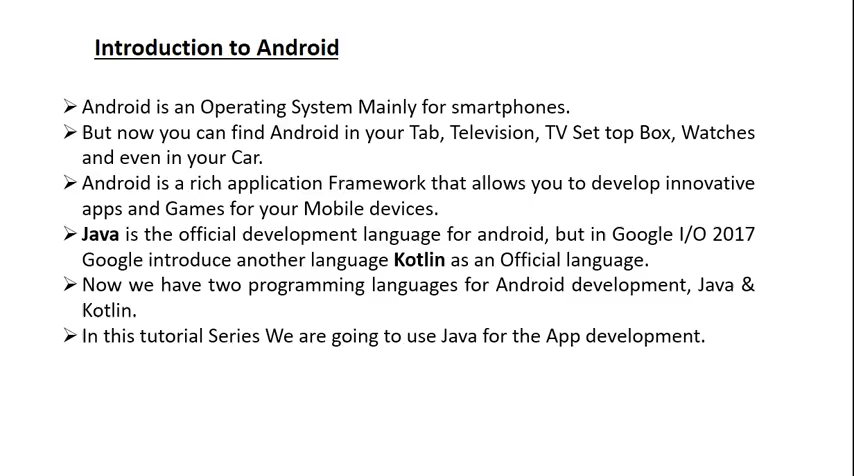 Introduction to Android
➢ Android is an Operating System Mainly for smartphones.
➢ But now you can find Android in your Tab, Television, TV Set top Box, Watches
and even in your Car.
➢ Android is a rich application Framework that allows you to develop innovative
apps and Games for your Mobile devices.
➢ Java is the official development language for android, but in Google I/O 2017
Google introduce another language Kotlin as an Official language.
➢ Now we have two programming languages for Android development, Java &
Kotlin.
➢ In this tutorial Series We are going to use Java for the App development.